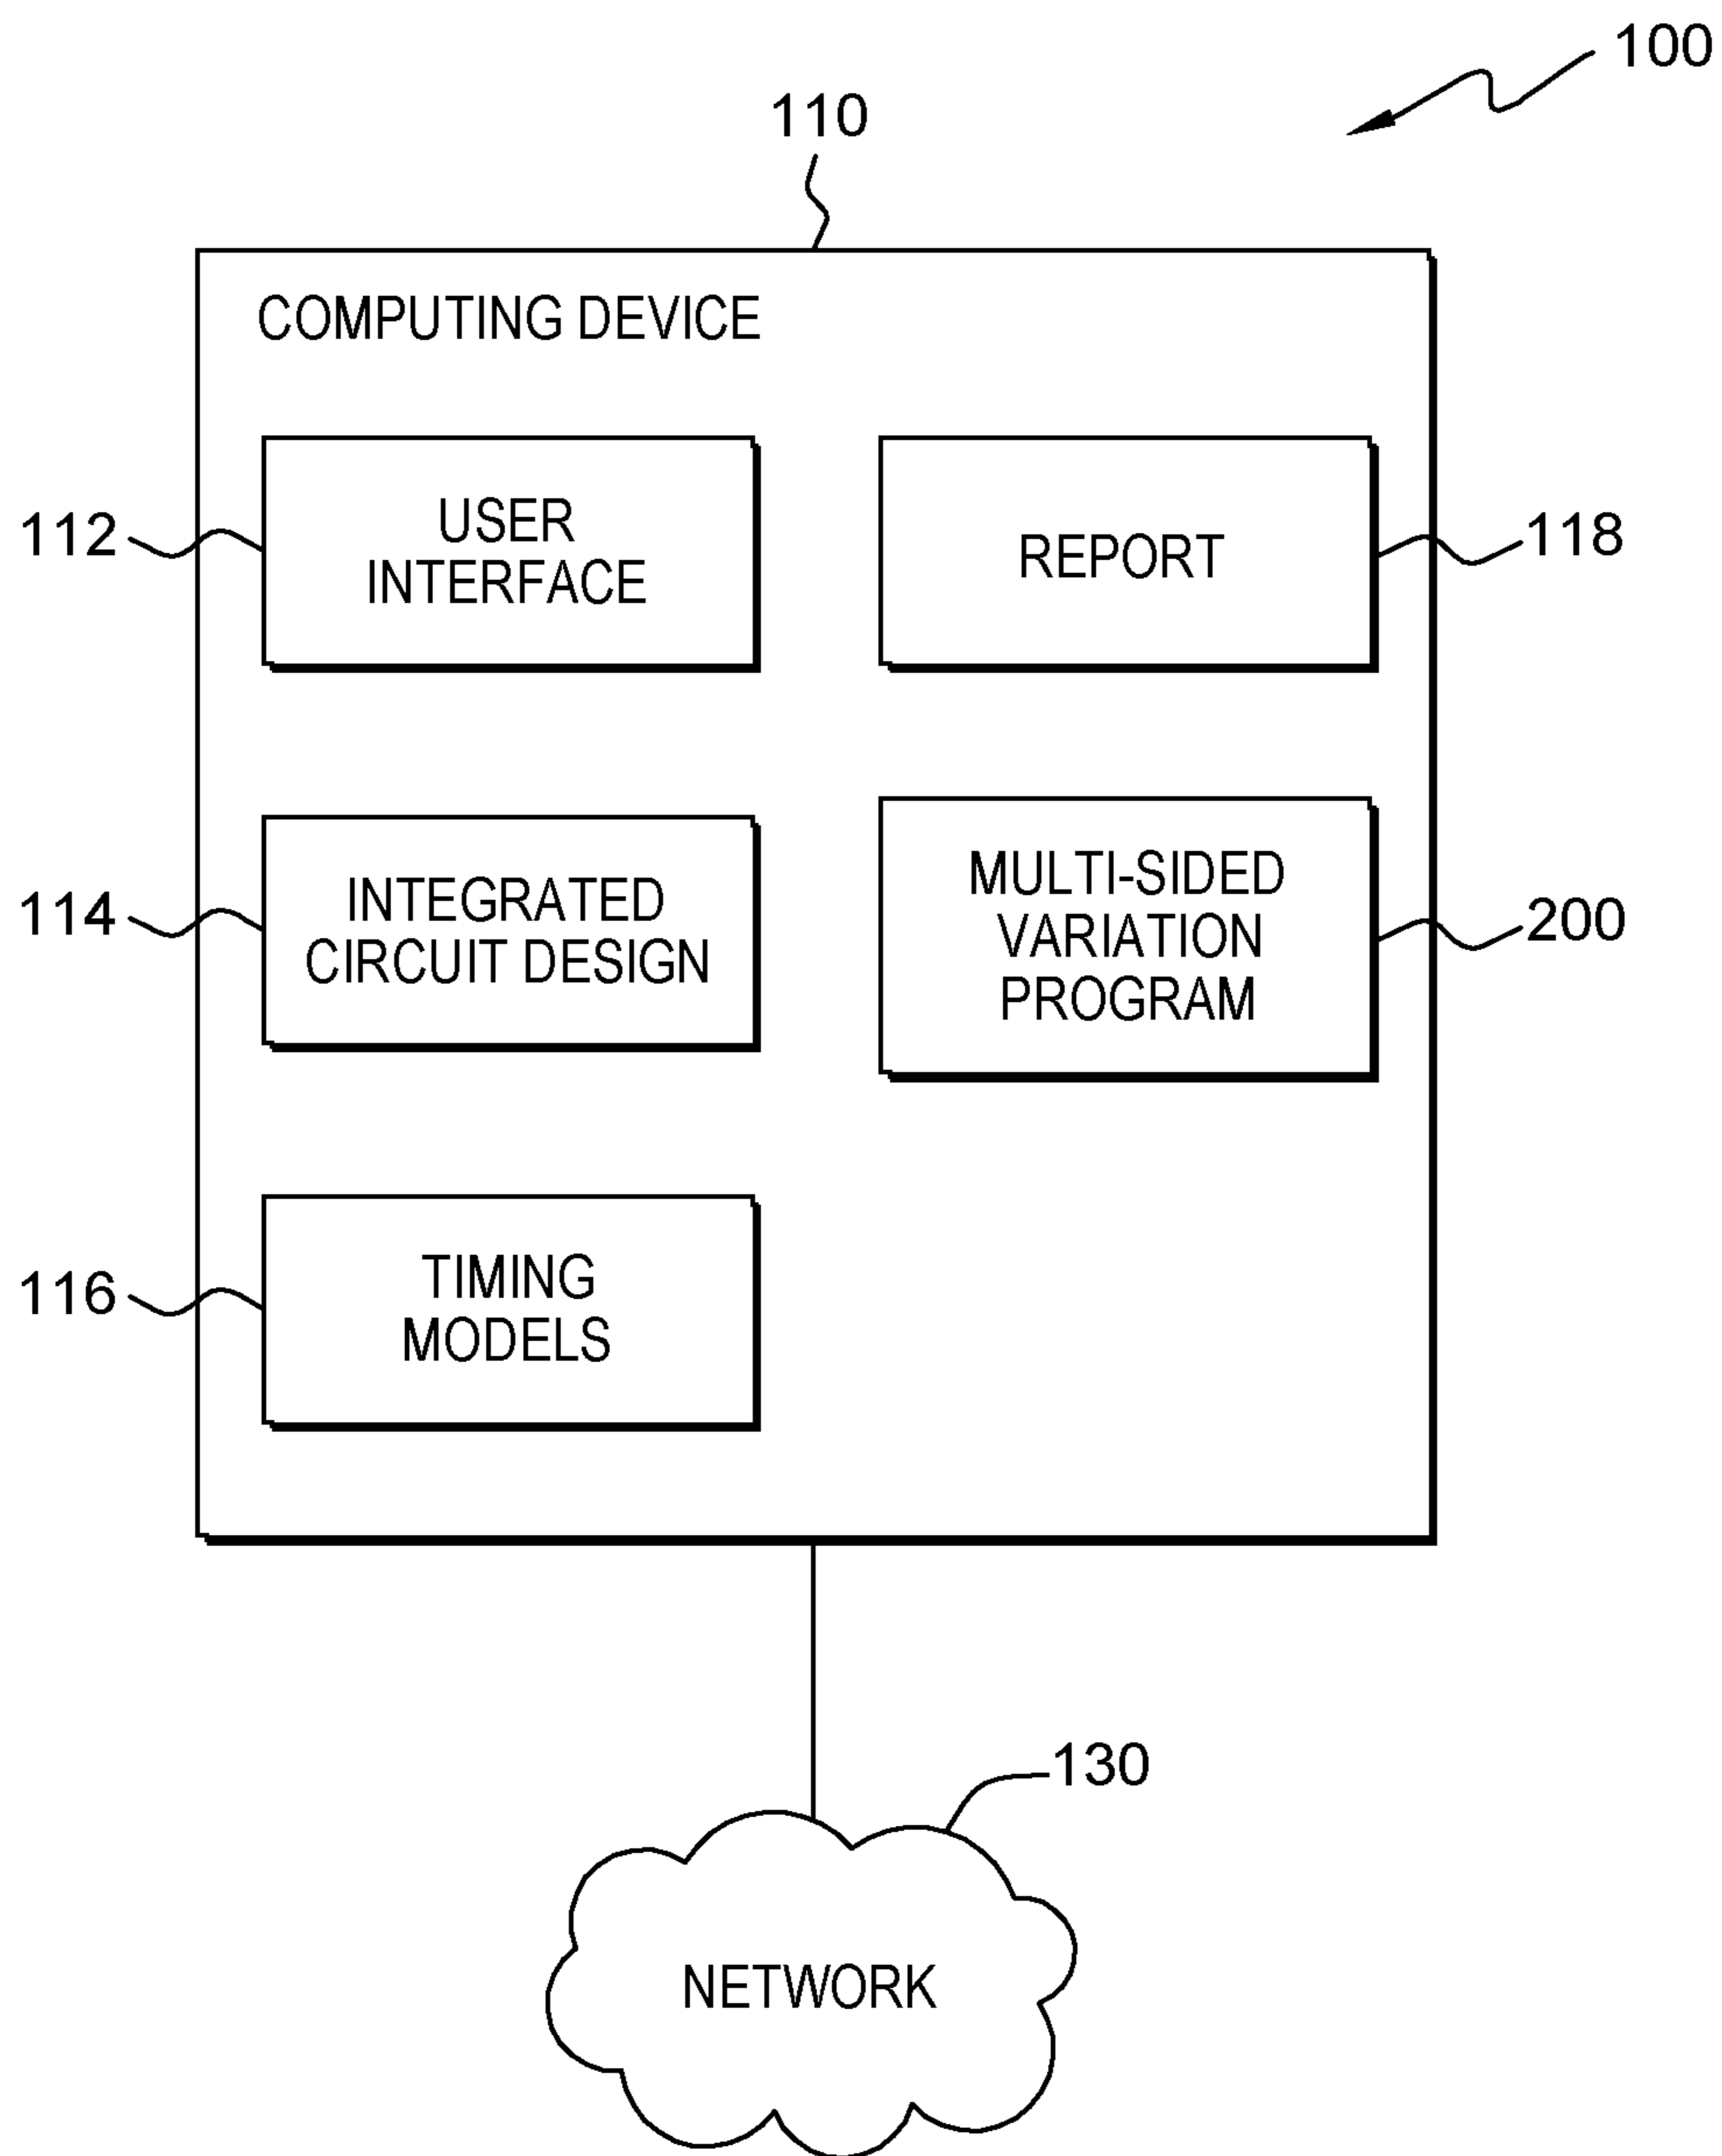 100
110
COMPUTING DEVICE
112
USER
INTERFACE
REPORT
118
114
INTEGRATED
CIRCUIT DESIGN
MULTI-SIDED
VARIATION
PROGRAM
200
116
TIMING
MODELS
130
NETWORK